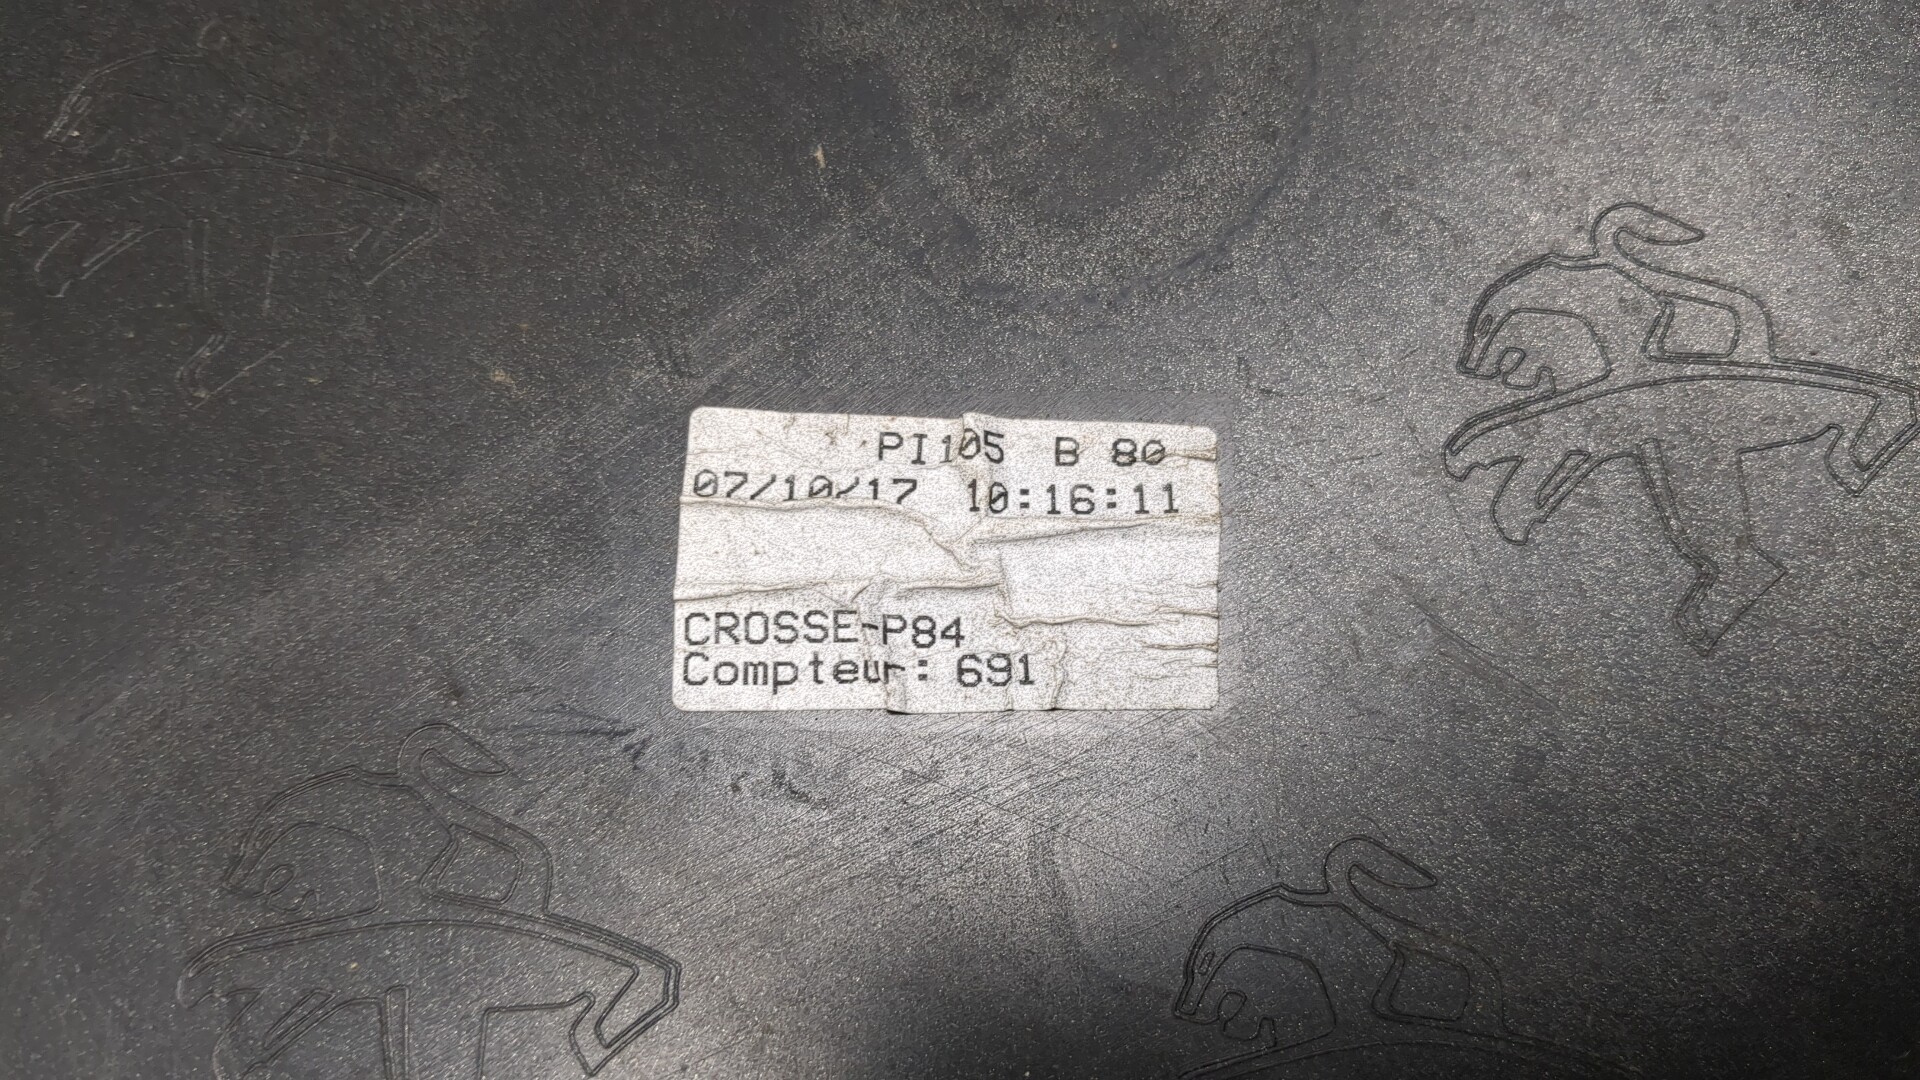 PI105 B 80
07/10/17 10:16:11
CROSSE-P84
Compteur: 691